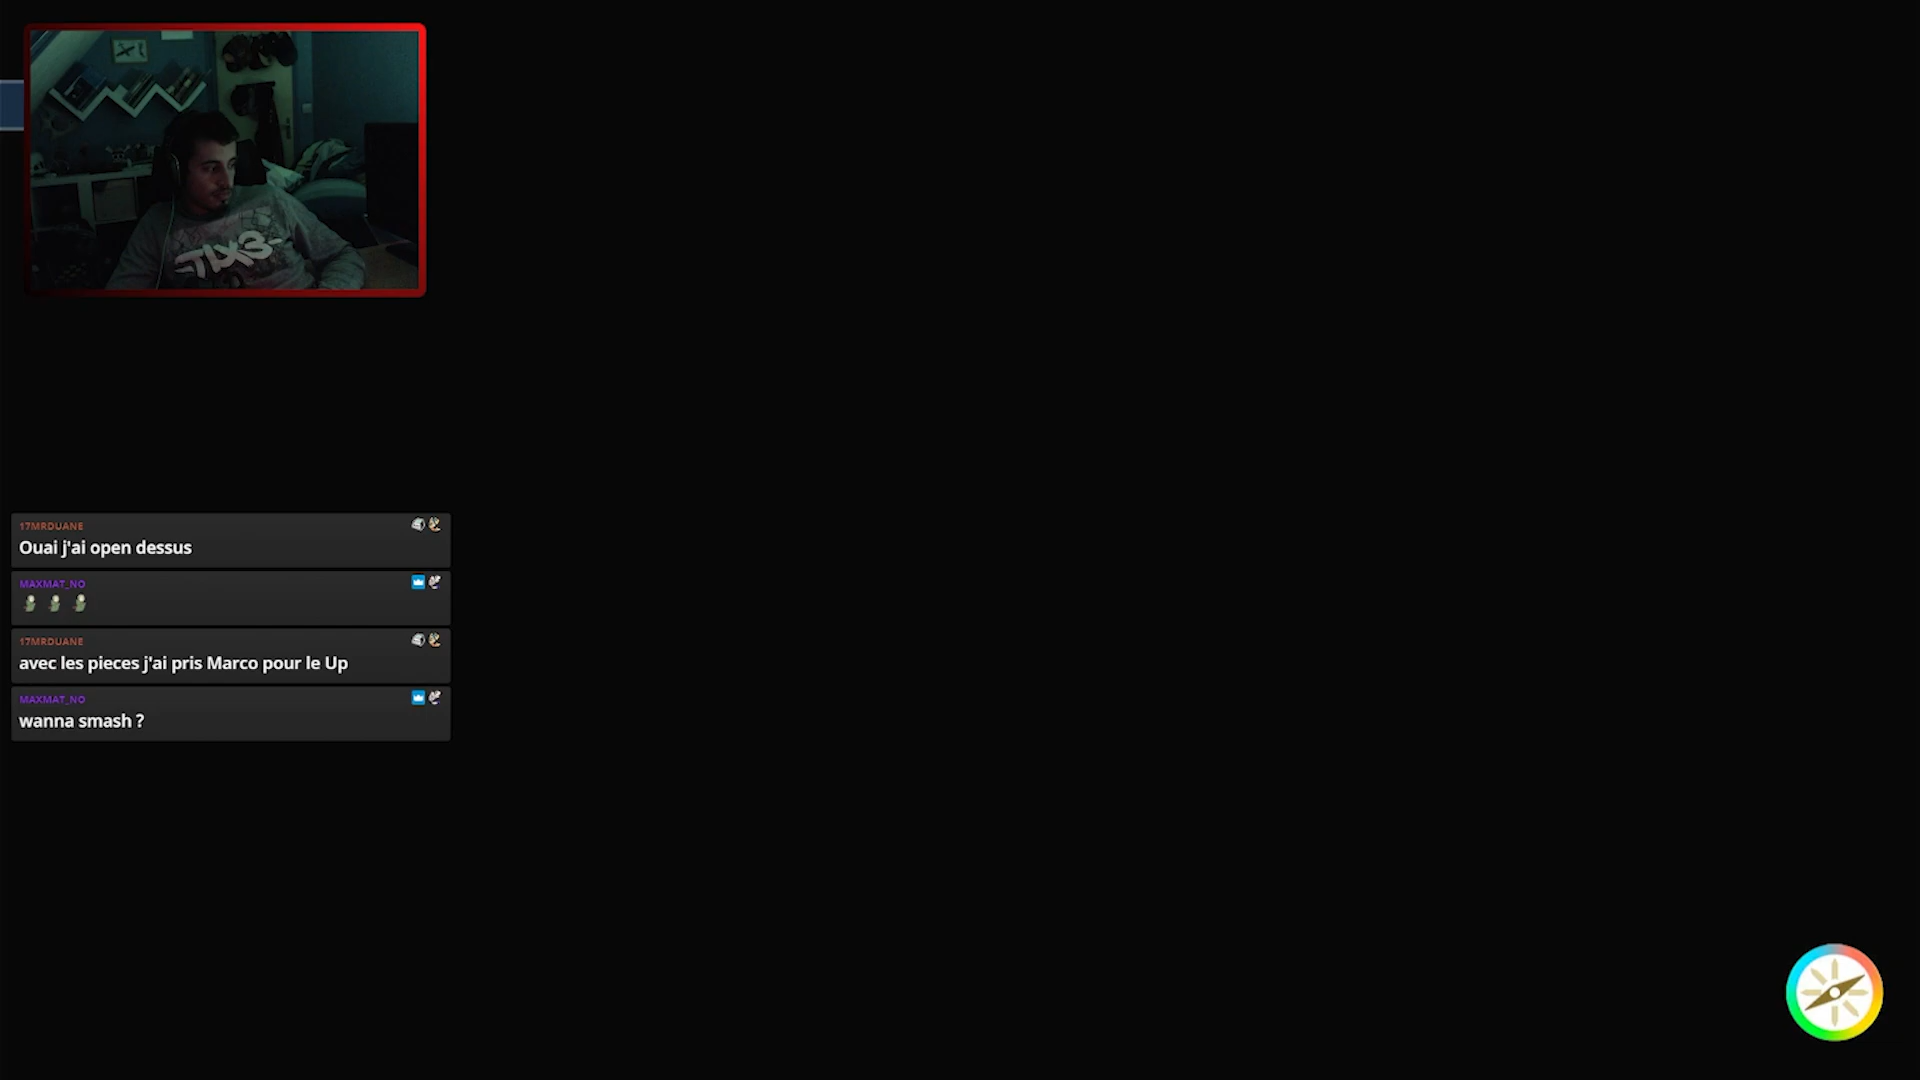 17MRDUANE
Ouai j'ai open dessus
MAXMAT_NO
17MRDUANE
avec les pieces j'ai pris Marco pour le Up
MAXMAT_NO
wanna smash ?